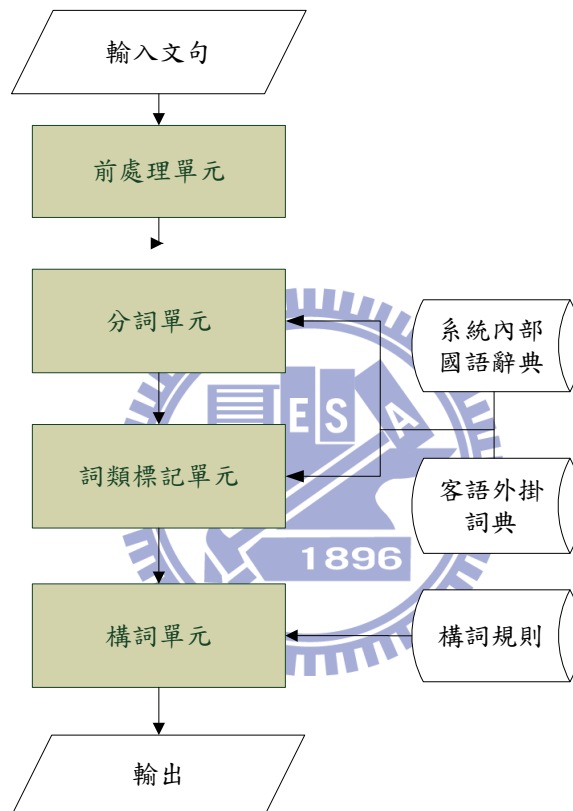 輸入文句
前處理單元
分詞單元
系統內部
國語辭典
詞類標記單元
客語外掛
詞典
構詞單元
構詞規則
輸出
ESA
1896